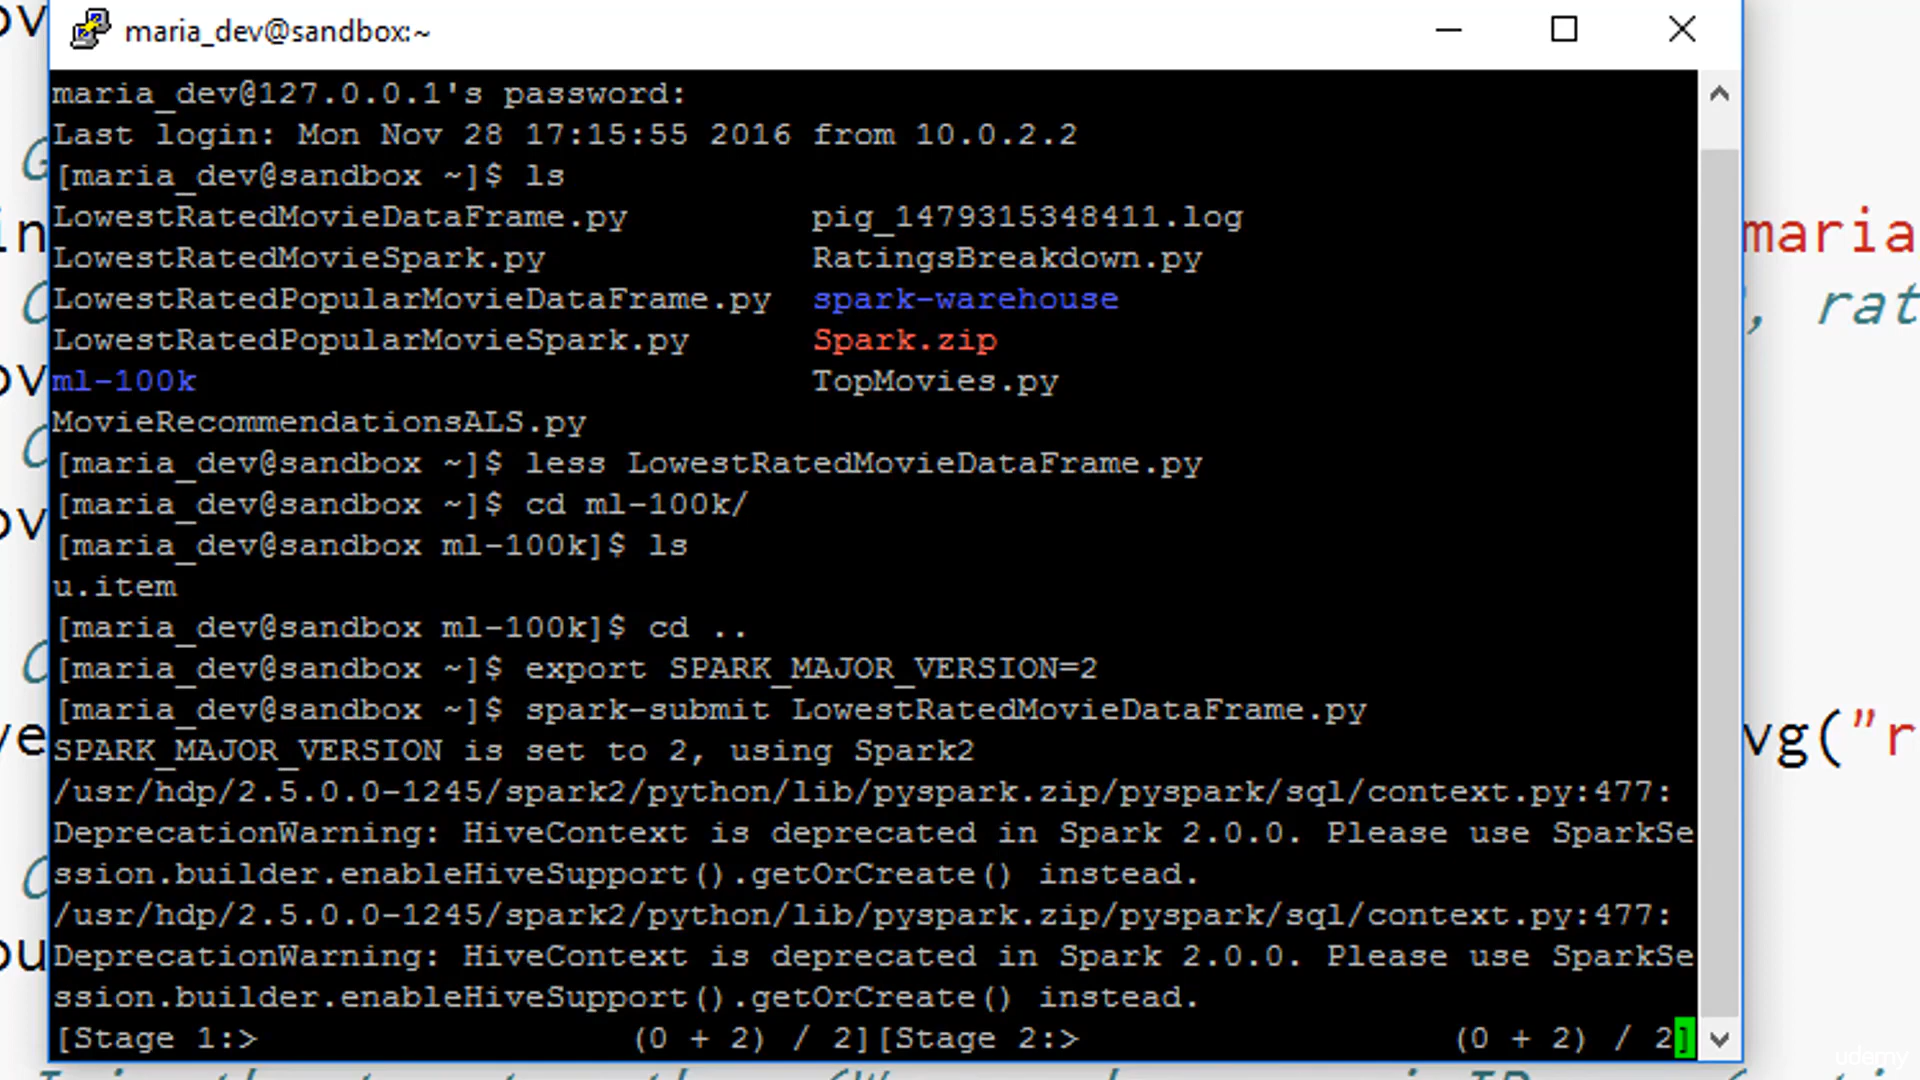 maria_dev@sandbox:~
maria_dev@127.0.0.1's password:
Last login: Mon Nov 28 17:15:55 2016 from 10.0.2.2
[maria_dev@sandbox ~]$ ls
LowestRatedMovieDataFrame.py pig_1479315348411.log
LowestRatedMovieSpark.py RatingsBreakdown.py
LowestRatedPopularMovieDataFrame.py spark-warehouse
LowestRatedPopularMovieSpark.py Spark.zip
ml-100k TopMovies.py
MovieRecommendationsALS.py
[maria_dev@sandbox ~]$ less LowestRatedMovieDataFrame.py
[maria_dev@sandbox ~]$ cd ml-100k/
[maria_dev@sandbox ml-100k]$ ls
u.item
[maria_dev@sandbox ml-100k]$ cd ..
[maria_dev@sandbox ~]$ export SPARK_MAJOR_VERSION=2
[maria_dev@sandbox ~]$ spark-submit LowestRatedMovieDataFrame.py
SPARK_MAJOR_VERSION is set to 2, using Spark2
/usr/hdp/2.5.0.0-1245/spark2/python/lib/pyspark.zip/pyspark/sql/context.py:477:
DeprecationWarning: HiveContext is deprecated in Spark 2.0.0. Please use SparkSe
ssion.builder.enableHiveSupport().getOrCreate() instead.
/usr/hdp/2.5.0.0-1245/spark2/python/lib/pyspark.zip/pyspark/sql/context.py:477:
DeprecationWarning: HiveContext is deprecated in Spark 2.0.0. Please use SparkSe
ssion.builder.enableHiveSupport().getOrCreate() instead.
[Stage 1:> (0 + 2) / 2][Stage 2:> (0 + 2) / 2]
maria
, rat
vg("r
udemy